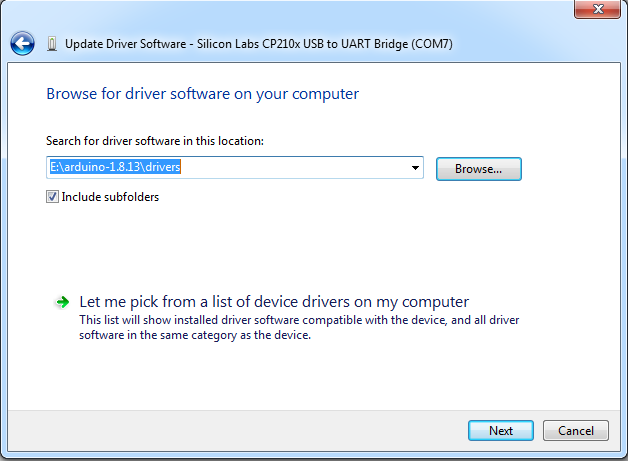 Update Driver Software - Silicon Labs CP210x USB to UART Bridge (COM7)
Browse for driver software on your computer
Search for driver software in this location:
E:\arduino-1.8.13\drivers
Browse...
Include subfolders
Let me pick from a list of device drivers on my computer
This list will show installed driver software compatible with the device, and all driver
software in the same category as the device.
Next
Cancel